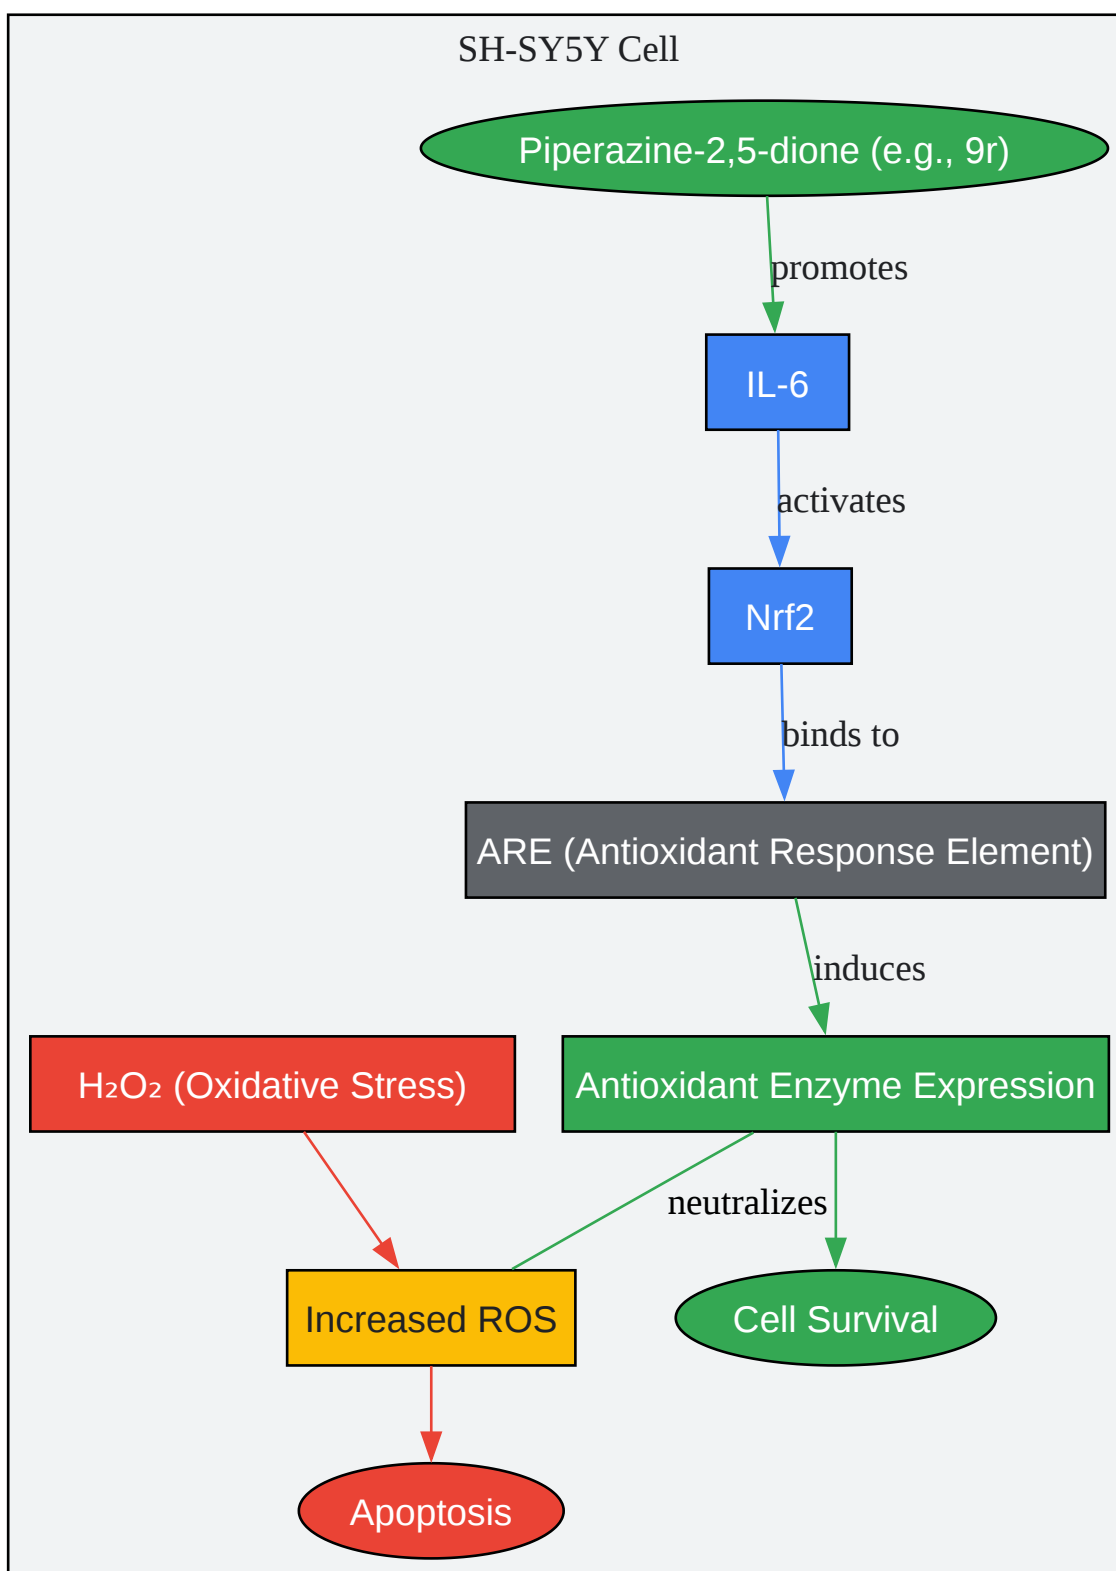 SH-SY5Y Cell
Piperazine-2,5-dione (e.g., 9r)
promotes
IL-6
activates
Nrf2
binds to
ARE (Antioxidant Response Element)
induces
H₂O₂ (Oxidative Stress)
Antioxidant Enzyme Expression
neutralizes
Increased ROS
Cell Survival
Apoptosis